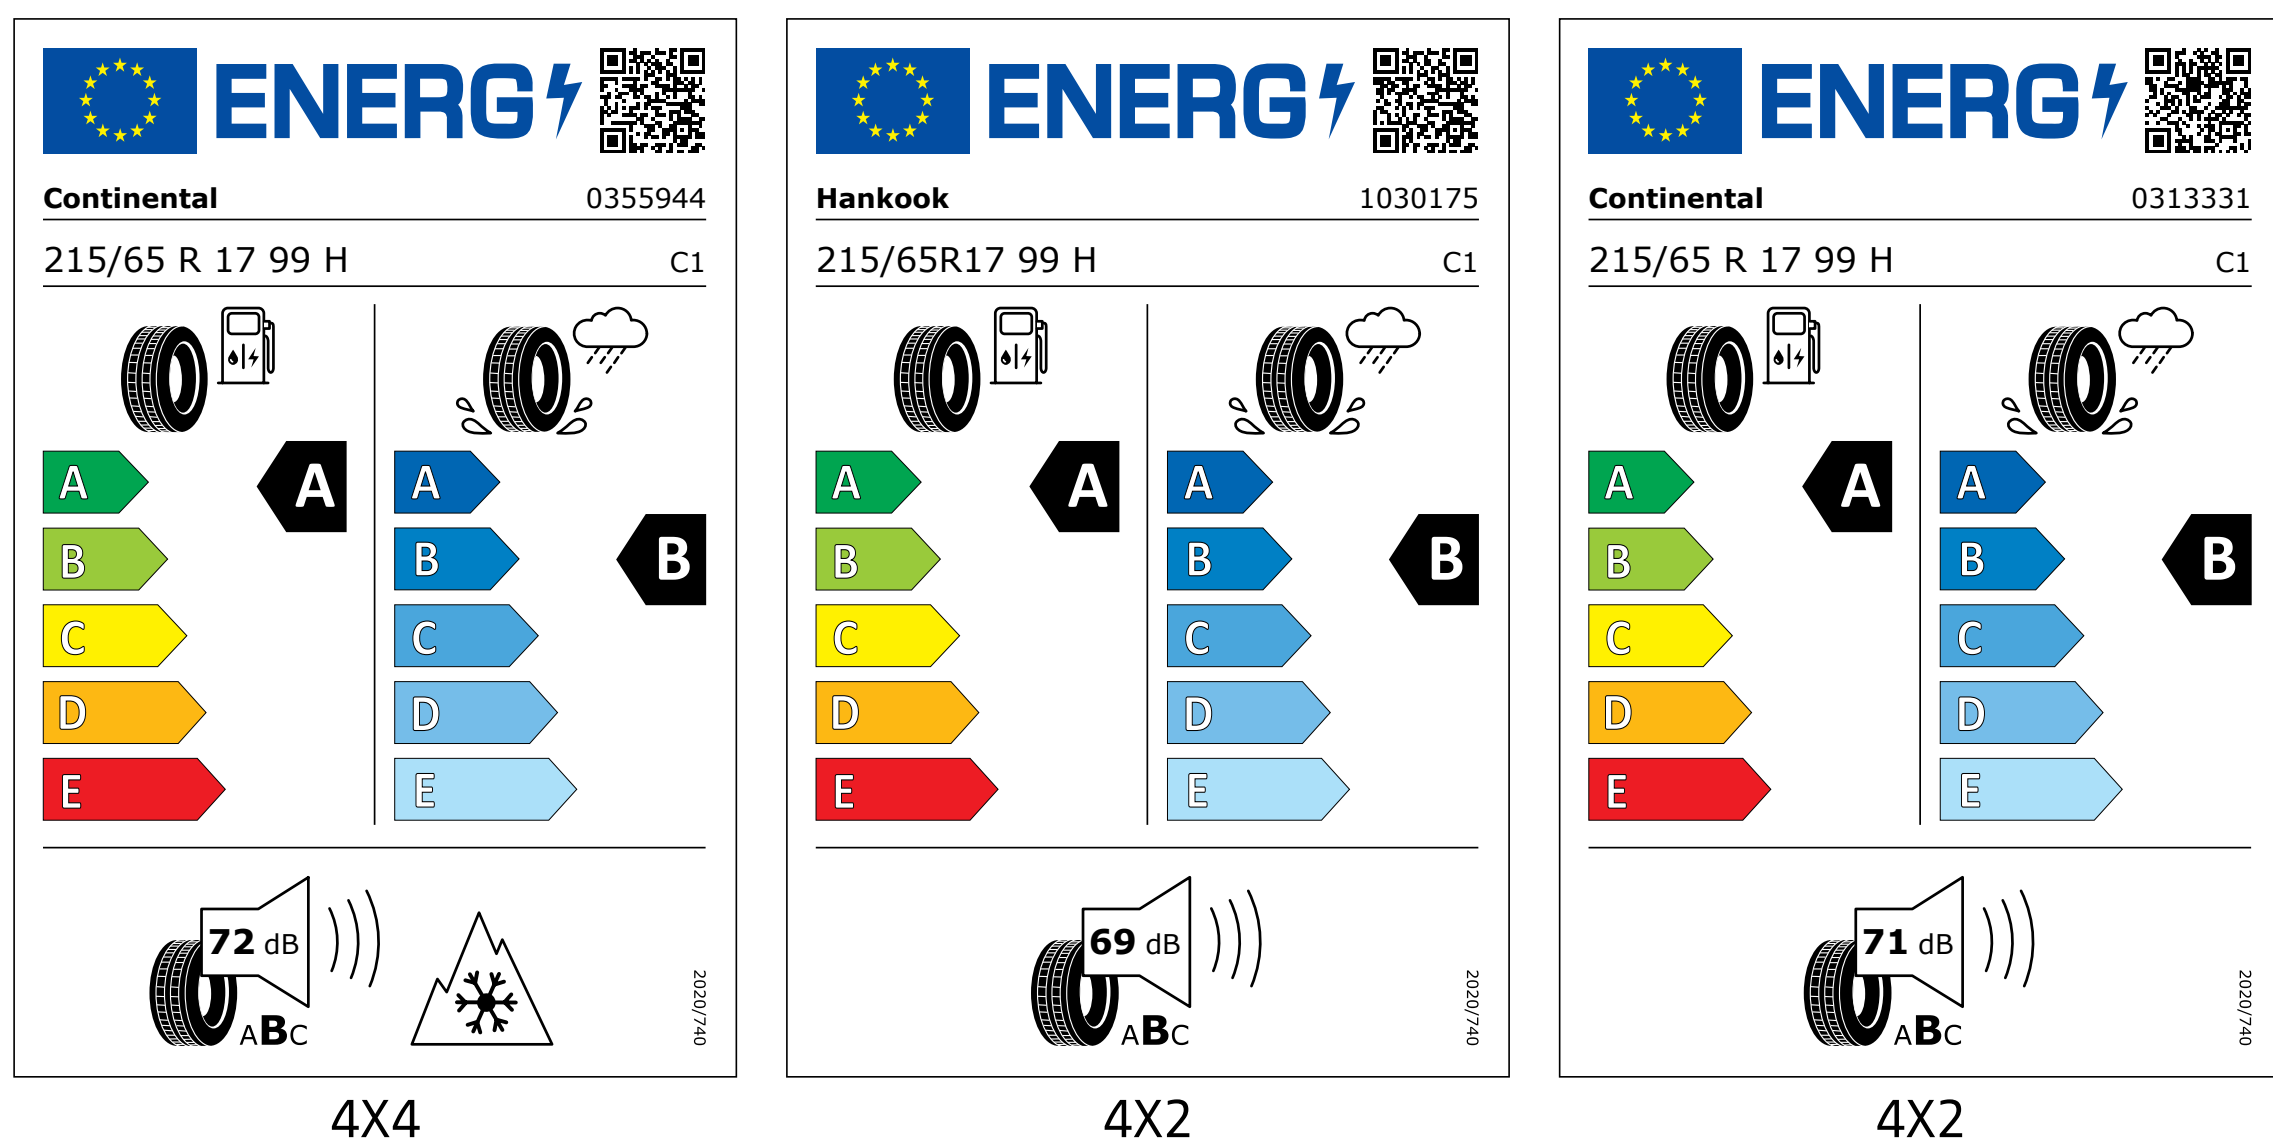 ENERG
Continental 0355944
215/65 R 17 99 H C1
A A A
B B B
C C
D D
E E
72 dB
ABC
2020/740
4X4
ENERG
Hankook 1030175
215/65R17 99 H C1
A A A
B B B
C C
D D
E E
69 dB
ABC
2020/740
4X2
ENERG
Continental 0313331
215/65 R 17 99 H C1
A A A
B B B
C C
D D
E E
71 dB
ABC
2020/740
4X2